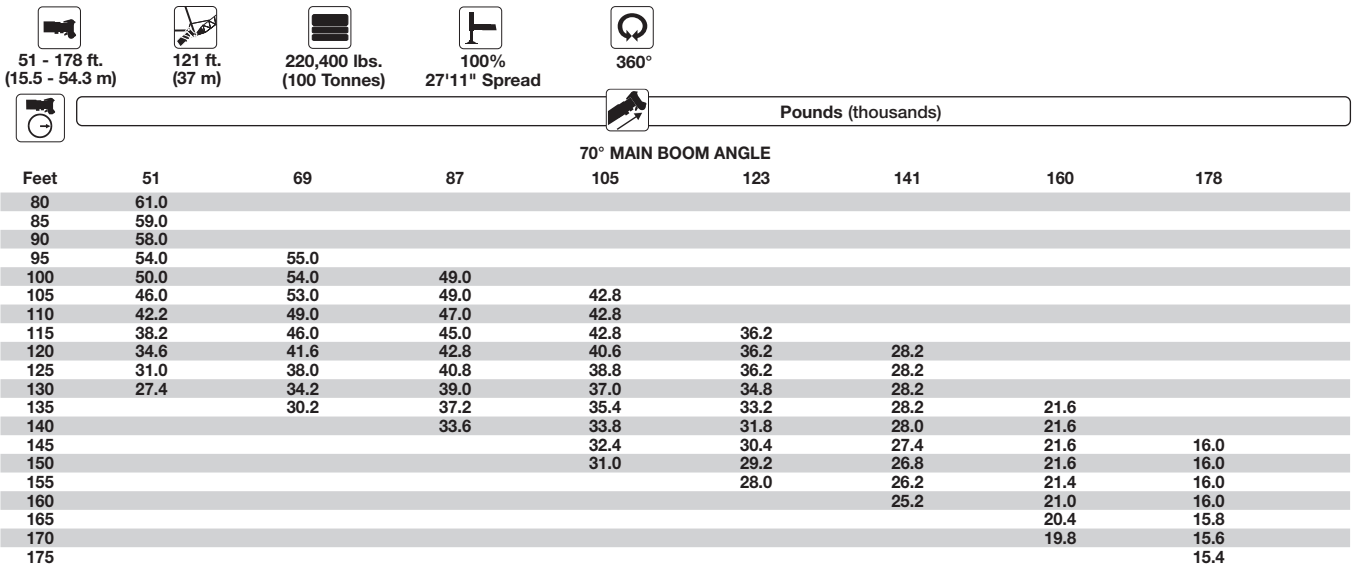 51 - 178 ft. 121 ft. 220,400 lbs. 100% 360°
(15.5 - 54.3 m) (37 m) (100 Tonnes) 27'11" Spread
Pounds (thousands)
70° MAIN BOOM ANGLE
Feet 51 69 87 105 123 141 160 178
80 61.0
85 59.0
90 58.0
95 54.0 55.0
100 50.0 54.0 49.0
105 46.0 53.0 49.0 42.8
110 42.2 49.0 47.0 42.8
115 38.2 46.0 45.0 42.8 36.2
120 34.6 41.6 42.8 40.6 36.2 28.2
125 31.0 38.0 40.8 38.8 36.2 28.2
130 27.4 34.2 39.0 37.0 34.8 28.2
135 30.2 37.2 35.4 33.2 28.2 21.6
140 33.6 33.8 31.8 28.0 21.6
145 32.4 30.4 27.4 21.6 16.0
150 31.0 29.2 26.8 21.6 16.0
155 28.0 26.2 21.4 16.0
160 25.2 21.0 16.0
165 20.4 15.8
170 19.8 15.6
175 15.4